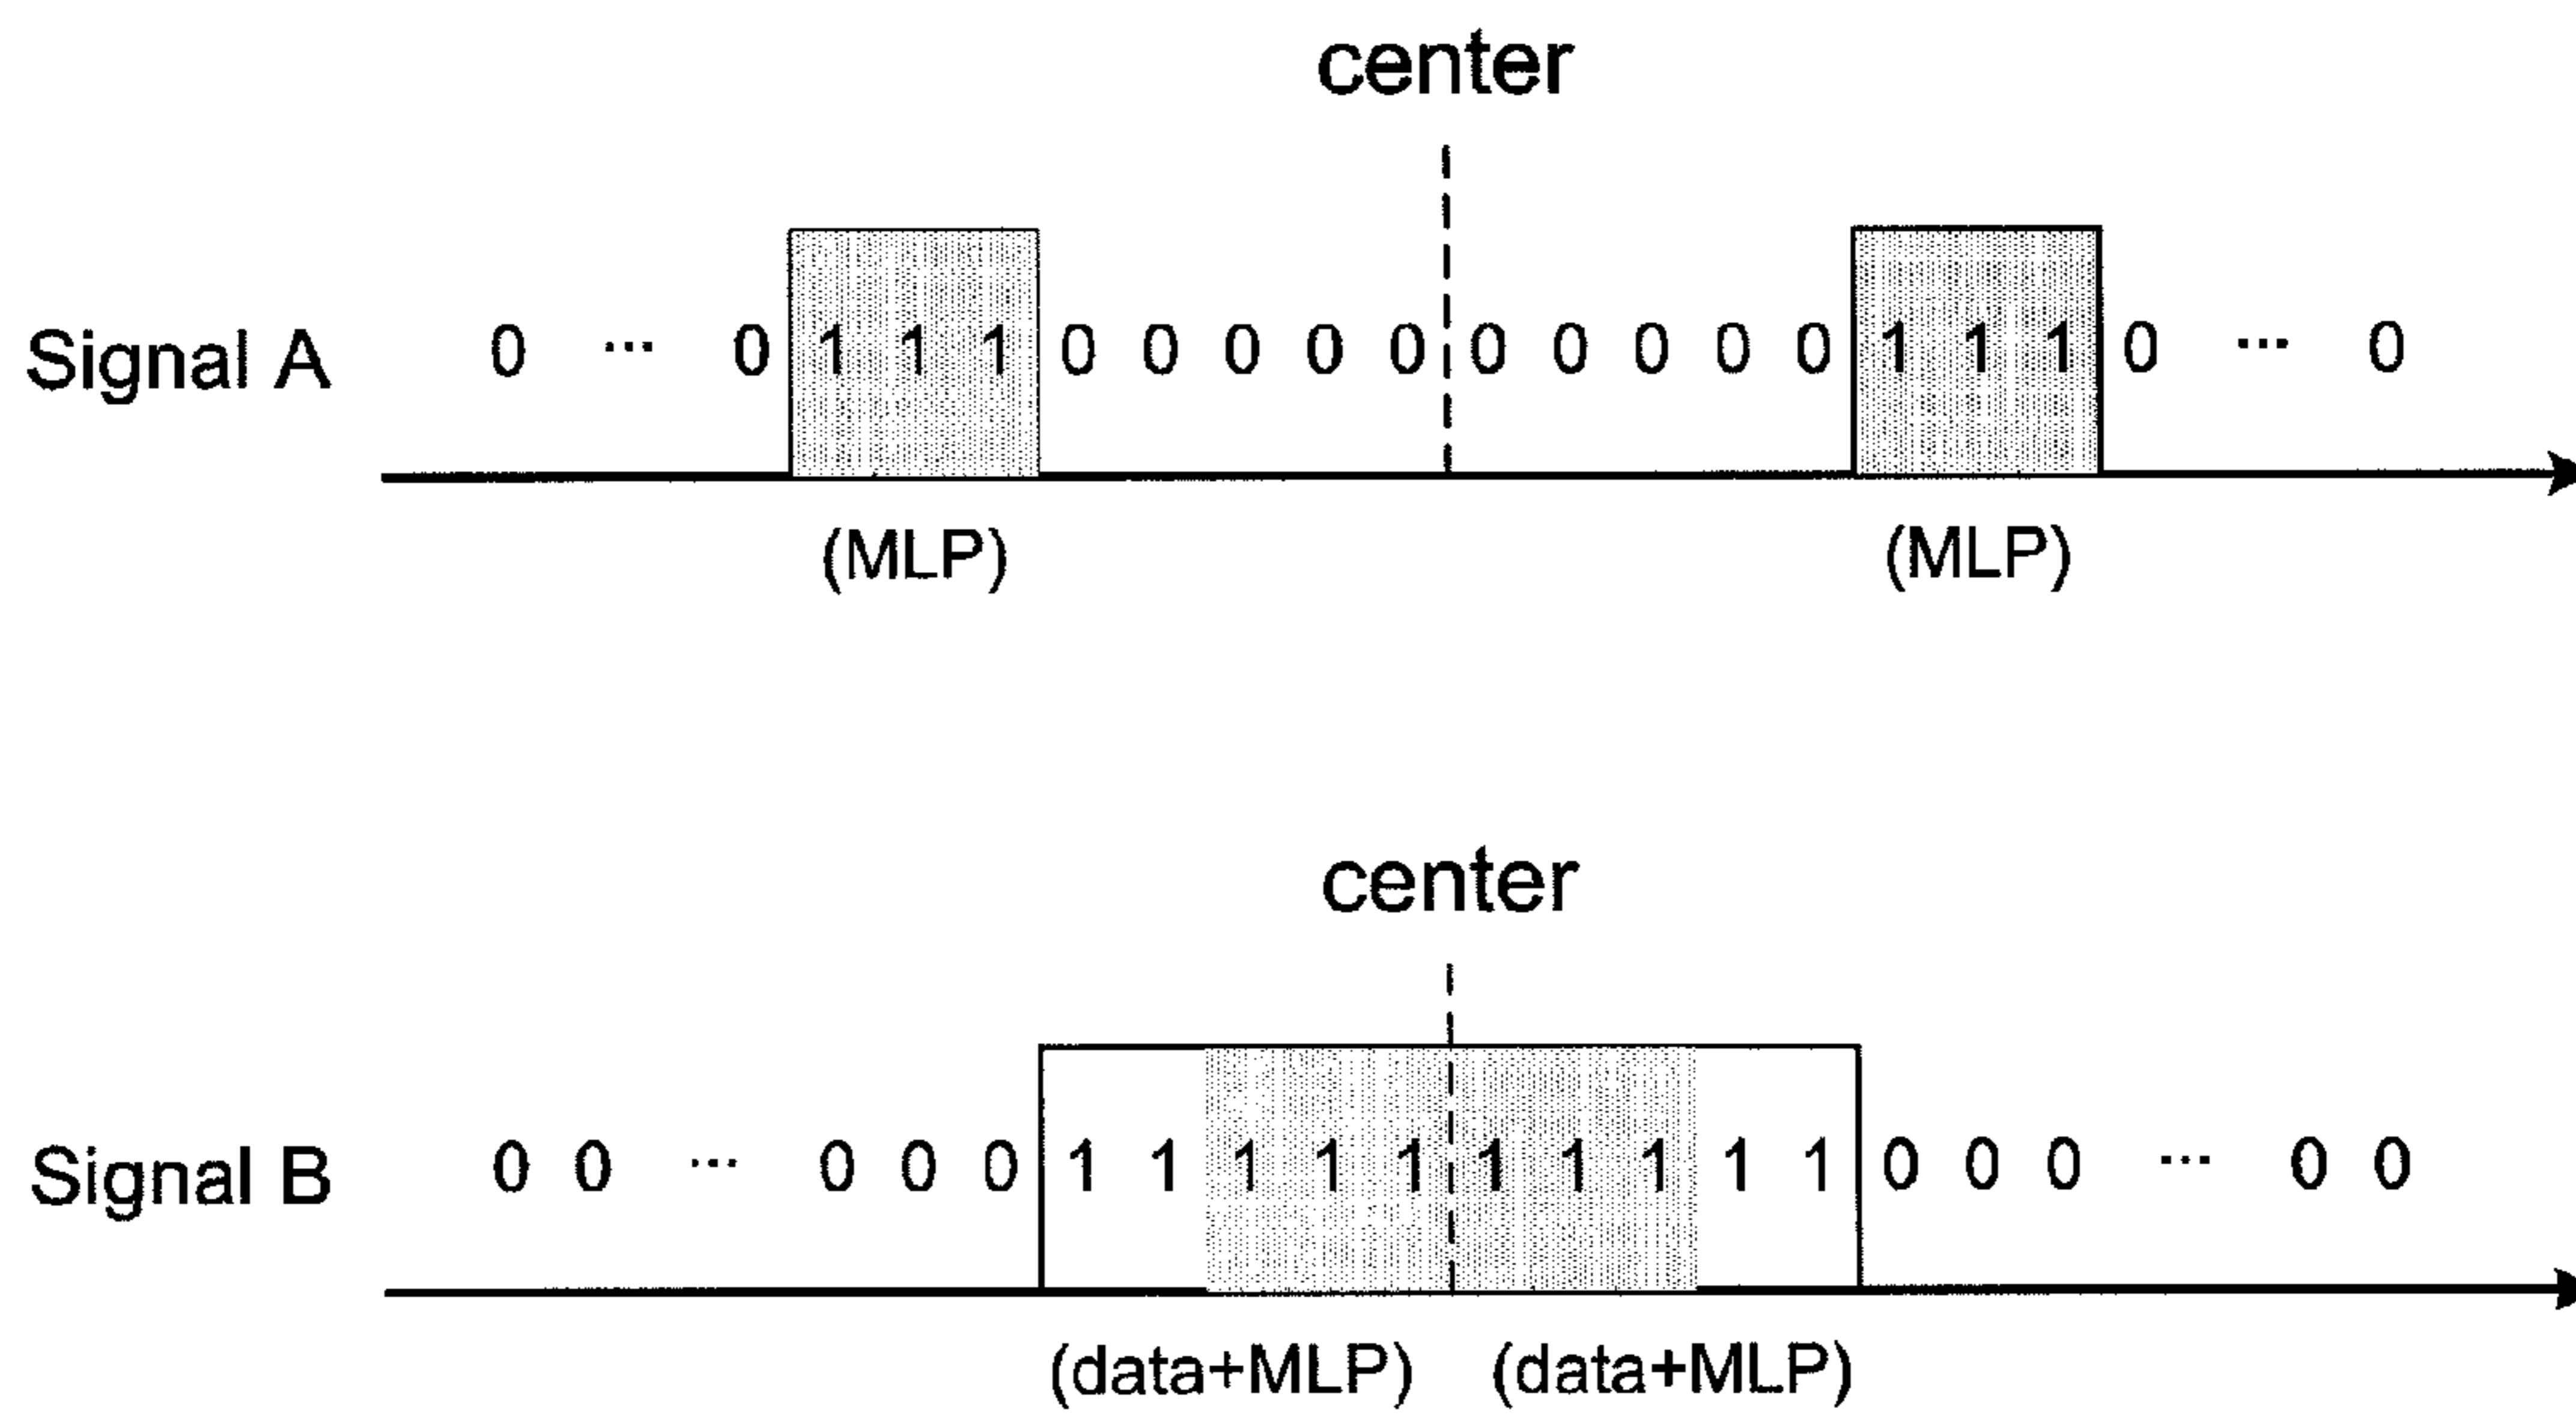 center
Signal A 0 ... 0 1 1 1 0 0 0 0 0 0 0 0 0 0 1 1 1 0 ... 0
(MLP) (MLP)
center
Signal B 0 0 ... 0 0 0 1 1 1 1 1 1 1 1 1 1 0 0 0 ... 0 0
(data+MLP) (data+MLP)